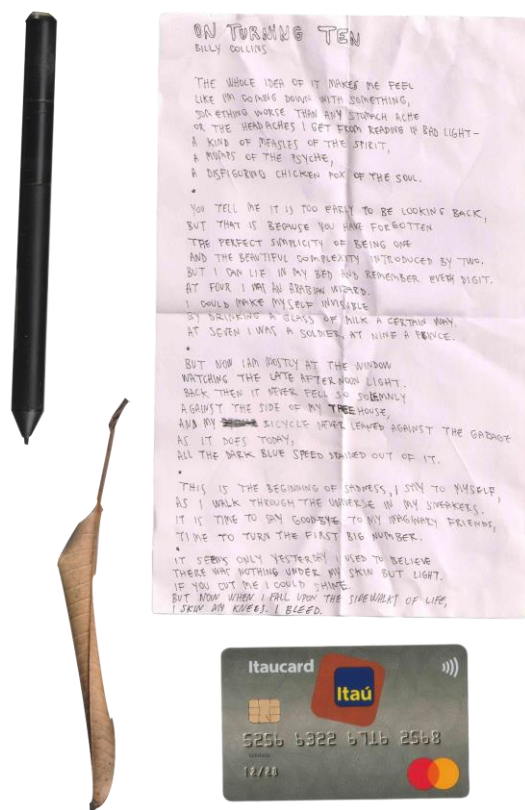 ON TURNING TEN
BILLY COLLINS
THE WHOLE IDEA OF IT MAKES ME FEEL
LIKE I'M COMING DOWN WITH SOMETHING,
SOMETHING WORSE THAN ANY STOMACH ACHE
OR THE HEADACHES I GET FROM READING IN BAD LIGHT-
A KIND OF MEASLES OF THE SPIRIT,
A MUMPS OF THE PSYCHE,
A DISFIGURING CHICKEN POX OF THE SOUL.
YOU TELL ME IT IS TOO EARLY TO BE LOOKING BACK,
BUT THAT IS BECAUSE YOU HAVE FORGOTTEN
THE PERFECT SIMPLICITY OF BEING ONE
AND THE BEAUTIFUL COMPLEXITY INTRODUCED BY TWO.
BUT I CAN LIE IN MY BED AND REMEMBER EVERY DIGIT.
AT FOUR I WAS AN ARABIAN WIZARD.
I COULD MAKE MYSELF INVISIBLE
BY DRINKING A GLASS OF MILK A CERTAIN WAY.
AT SEVEN I WAS A SOLDIER, AT NINE A PRINCE.
BUT NOW I AM MOSTLY AT THE WINDOW
WATCHING THE LATE AFTERNOON LIGHT.
BACK THEN IT NEVER FELL SO SOLEMNLY
AGAINST THE SIDE OF MY TREE HOUSE,
AND MY BICYCLE NEVER LEANED AGAINST THE GARAGE
AS IT DOES TODAY,
ALL THE DARK BLUE SPEED DRAINED OUT OF IT.
THIS IS THE BEGINNING OF SADNESS, I SAY TO MYSELF,
AS I WALK THROUGH THE UNIVERSE IN MY SNEAKERS.
IT IS TIME TO SAY GOODBYE TO MY IMAGINARY FRIENDS,
TIME TO TURN THE FIRST BIG NUMBER.
IT SEEMS ONLY YESTERDAY I USED TO BELIEVE
THERE WAS NOTHING UNDER MY SKIN BUT LIGHT.
IF YOU CUT ME I COULD SHINE.
BUT NOW WHEN I FALL UPON THE SIDEWALKS OF LIFE,
I SKIN MY KNEES. I BLEED.
Itaucard
Itaú